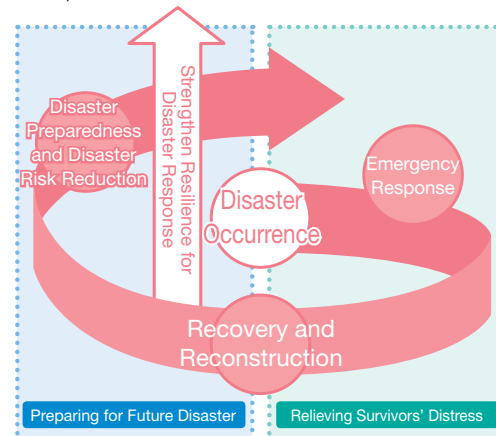 Strengthen Resilience for
Disaster Response
Disaster
Preparedness
and Disaster
Risk Reduction
Emergency
Response
Disaster
Occurrence
Recovery and
Reconstruction
Preparing for Future Disaster
Relieving Survivors' Distress